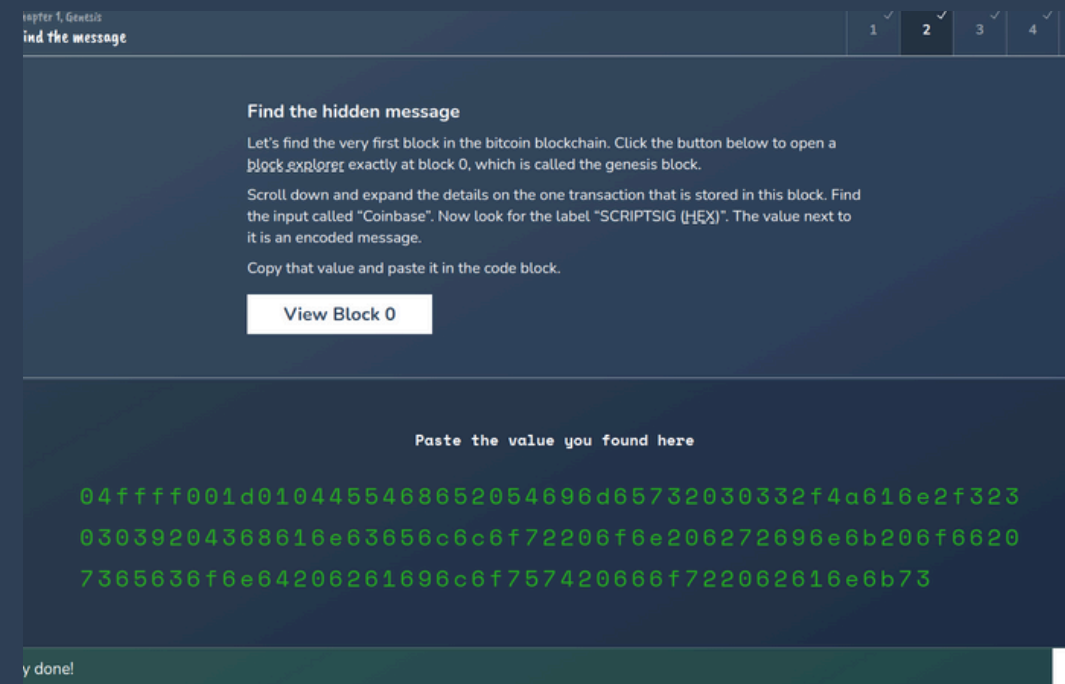 apter 1, Genesis
ind the message
1
2
3
4
Find the hidden message
Let's find the very first block in the bitcoin blockchain. Click the button below to open a
block explorer exactly at block 0, which is called the genesis block.
Scroll down and expand the details on the one transaction that is stored in this block. Find
the input called “Coinbase”. Now look for the label “SCRIPTSIG (HEX)”. The value next to
it is an encoded message.
Copy that value and paste it in the code block.
View Block 0
Paste the value you found here
04ffff001d0104455468652054696d65732030332f4a616e2f323
03039204368616e63656c6c6f72206f6e206272696e6b206f6620
7365636f6e64206261696c6f757420666f722062616e6b73
y done!